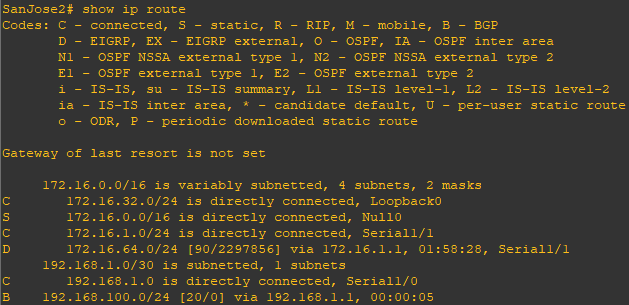 SanJose2# show ip route
Codes: C - connected, S - static, R - RIP, M - mobile, B - BGP
D - EIGRP, EX - EIGRP external, O - OSPF, IA - OSPF inter area
N1 - OSPF NSSA external type 1, N2 - OSPF NSSA external type 2
E1 - OSPF external type 1, E2 - OSPF external type 2
i - IS-IS, su - IS-IS summary, L1 - IS-IS level-1, L2 - IS-IS level-2
ia - IS-IS inter area, * - candidate default, U - per-user static route
o - ODR, P - periodic downloaded static route
Gateway of last resort is not set
172.16.0.0/16 is variably subnetted, 4 subnets, 2 masks
C 172.16.32.0/24 is directly connected, Loopback0
S 172.16.0.0/16 is directly connected, Null0
C 172.16.1.0/24 is directly connected, Serial1/1
D 172.16.64.0/24 [90/2297856] via 172.16.1.1, 01:58:28, Serial1/1
192.168.1.0/30 is subnetted, 1 subnets
C 192.168.1.0 is directly connected, Serial1/0
B 192.168.100.0/24 [20/0] via 192.168.1.1, 00:00:05